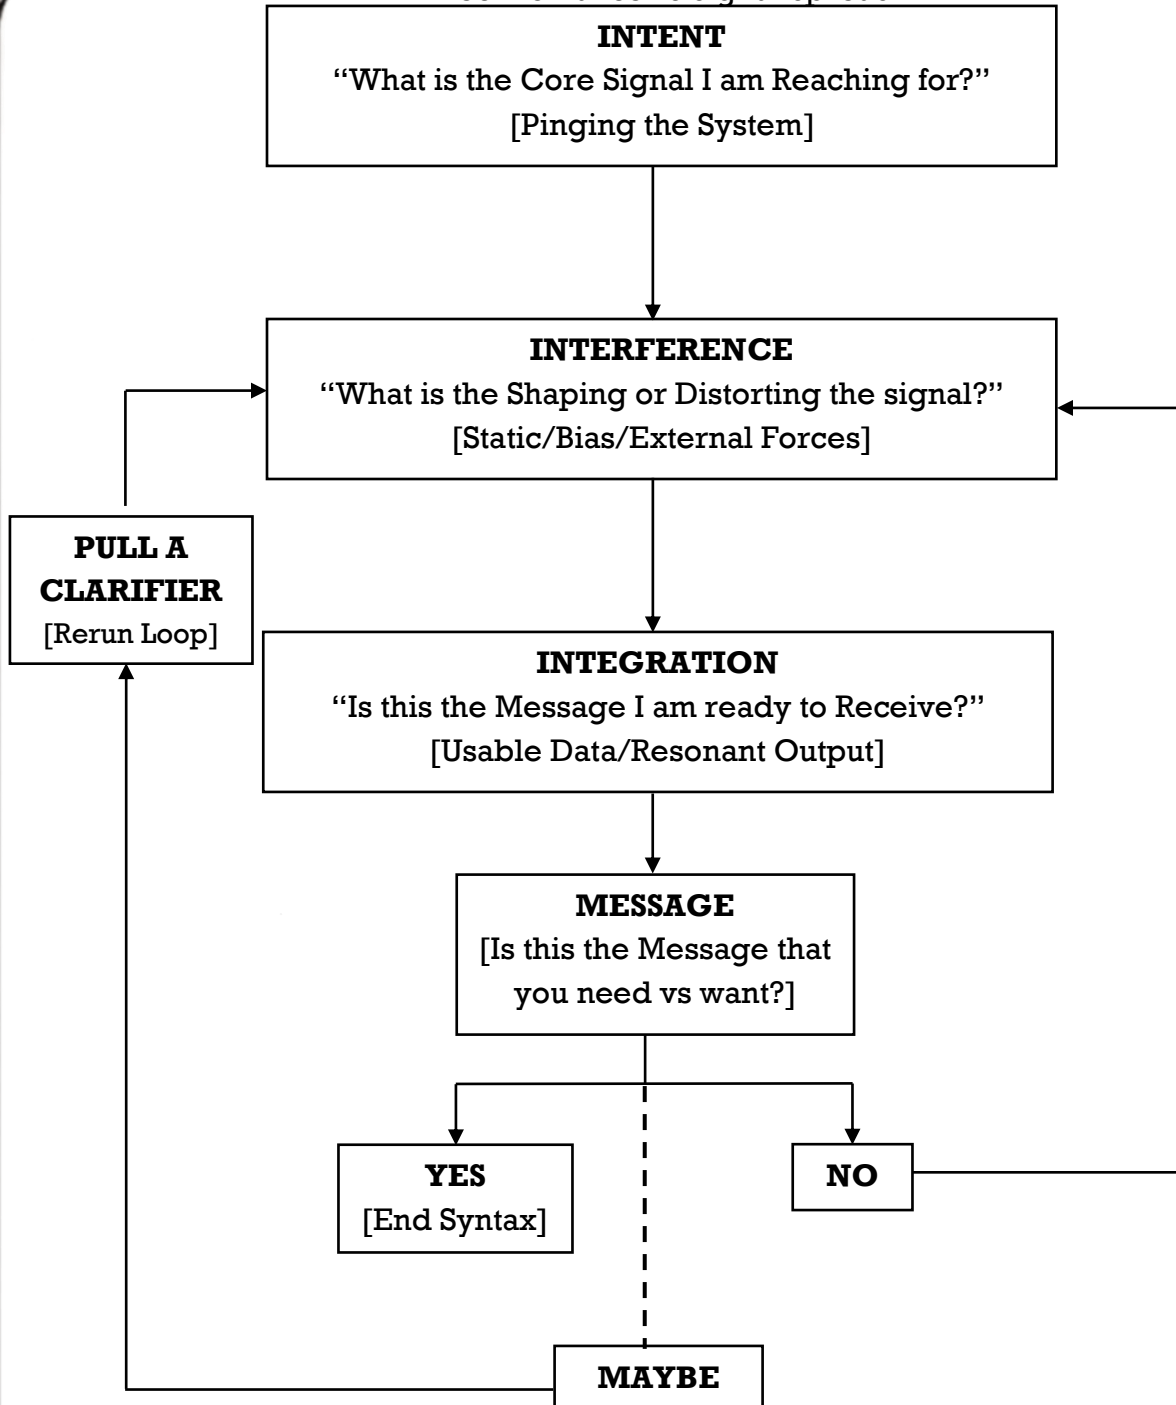 INTENT
“What is the Core Signal I am Reaching for?”
[Pinging the System]
INTERFERENCE
“What is the Shaping or Distorting the signal?”
[Static/Bias/External Forces]
PULL A
CLARIFIER
[Rerun Loop]
INTEGRATION
“Is this the Message I am ready to Receive?”
[Usable Data/Resonant Output]
MESSAGE
[Is this the Message that
you need vs want?]
YES
[End Syntax]
NO
MAYBE